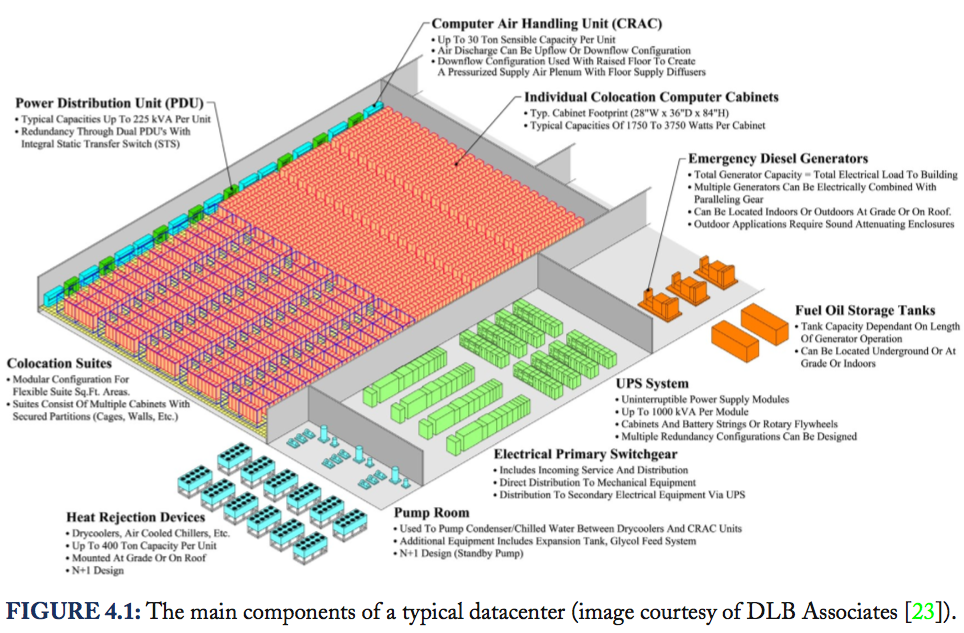 Computer Air Handling Unit (CRAC)
• Up To 30 Ton Sensible Capacity Per Unit
• Air Discharge Can Be Upflow Or Downflow Configuration
• Downflow Configuration Used With Raised Floor To Create
A Pressurized Supply Air Plenum With Floor Supply Diffusers
Power Distribution Unit (PDU)
• Typical Capacities Up To 225 kVA Per Unit
• Redundancy Through Dual PDU's With
Integral Static Transfer Switch (STS)
Individual Colocation Computer Cabinets
• Typ. Cabinet Footprint (28"W x 36"D x 84"H)
• Typical Capacities Of 1750 To 3750 Watts Per Cabinet
Emergency Diesel Generators
• Total Generator Capacity = Total Electrical Load To Building
• Multiple Generators Can Be Electrically Combined With
Paralleling Gear
• Can Be Located Indoors Or Outdoors At Grade Or On Roof.
• Outdoor Applications Require Sound Attenuating Enclosures
Fuel Oil Storage Tanks
• Tank Capacity Dependant On Length
Of Generator Operation
• Can Be Located Underground Or At
Grade Or Indoors
Colocation Suites
• Modular Configuration For
Flexible Suite Sq.Ft. Areas.
• Suites Consist Of Multiple Cabinets With
Secured Partitions (Cages, Walls, Etc.)
UPS System
• Uninterruptible Power Supply Modules
• Up To 1000 kVA Per Module
• Cabinets And Battery Strings Or Rotary Flywheels
• Multiple Redundancy Configurations Can Be Designed
Electrical Primary Switchgear
• Includes Incoming Service And Distribution
• Direct Distribution To Mechanical Equipment
• Distribution To Secondary Electrical Equipment Via UPS
Pump Room
• Used To Pump Condenser/Chilled Water Between Drycoolers And CRAC Units
• Additional Equipment Includes Expansion Tank, Glycol Feed System
• N+1 Design (Standby Pump)
Heat Rejection Devices
• Drycoolers, Air Cooled Chillers, Etc.
• Up To 400 Ton Capacity Per Unit
• Mounted At Grade Or On Roof
• N+1 Design
FIGURE 4.1: The main components of a typical datacenter (image courtesy of DLB Associates [23]).